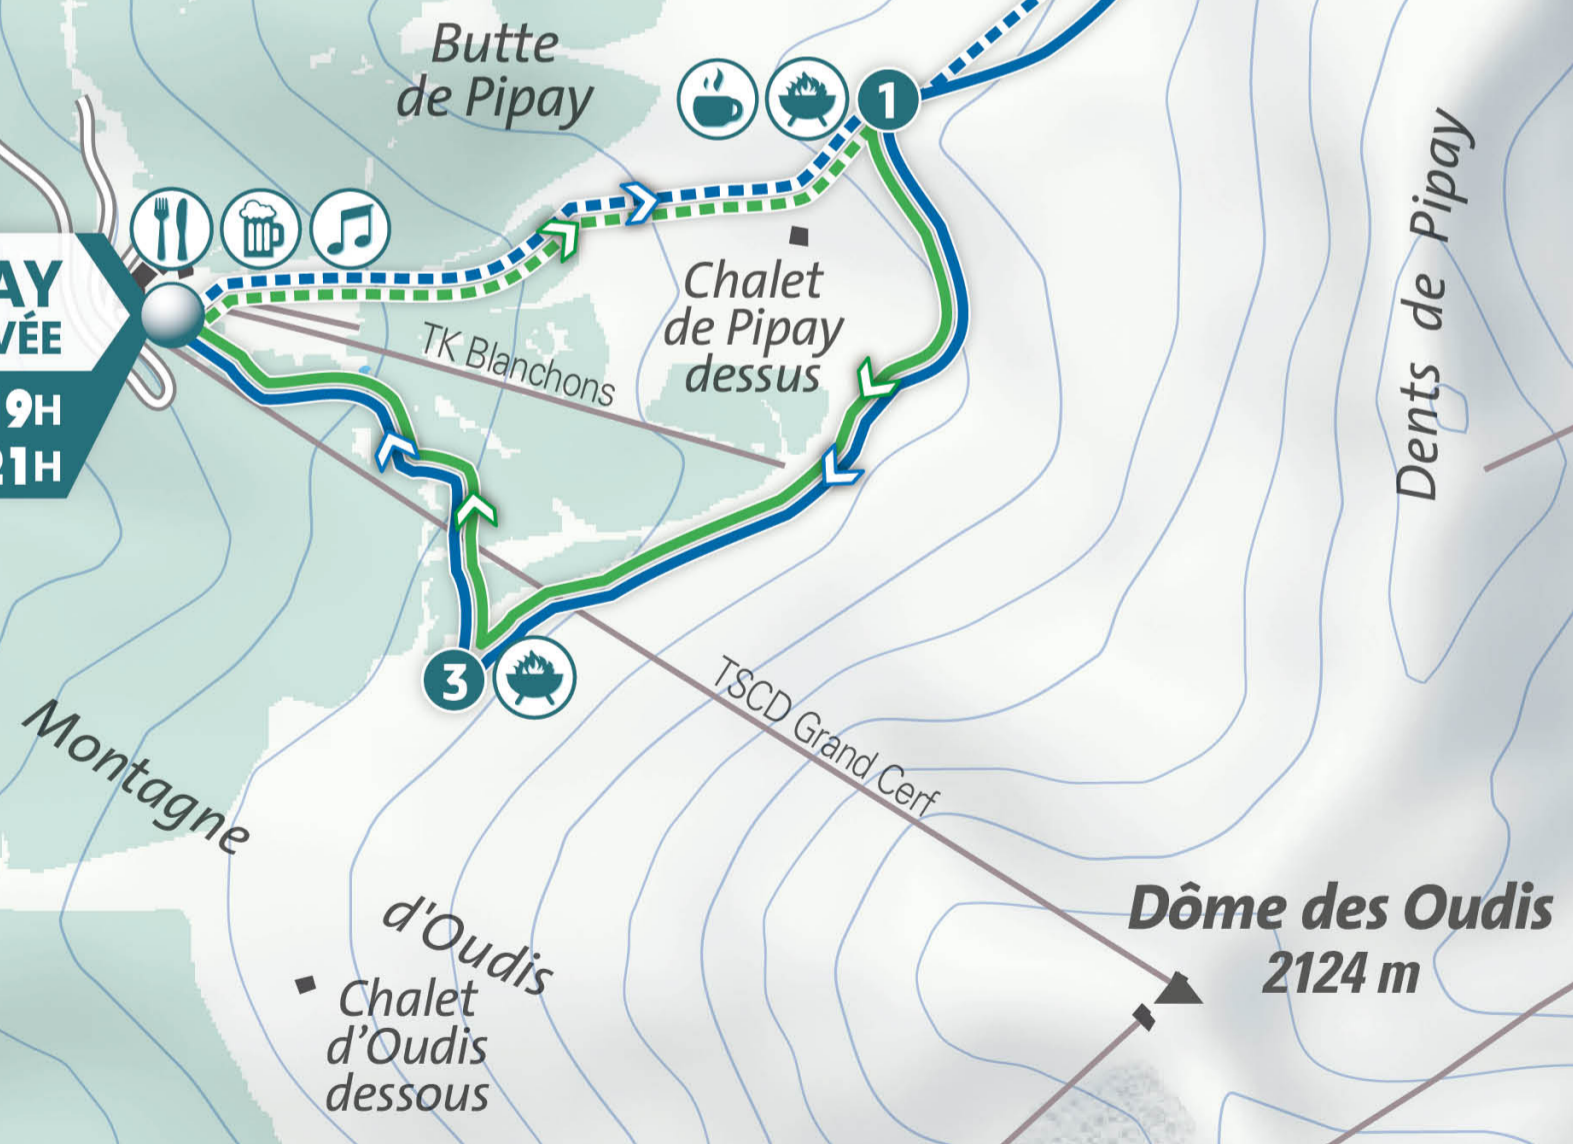 Butte
de Pipay
1
AY
VÉE
9H
21H
TK Blanchons
Chalet
de Pipay
dessus
Dents de Pipay
3
TSCD Grand Cerf
Montagne
d'Oudis
Dôme des Oudis
2124 m
Chalet
d'Oudis
dessous